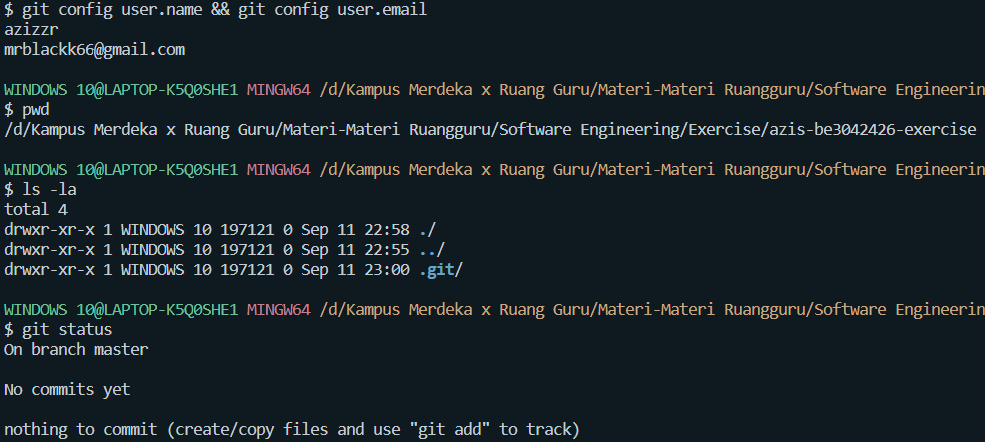 $ git config user.name && git config user.email
azizzr
mrblackk66@gmail.com
WINDOWS 10@LAPTOP-K5Q0SHE1 MINGW64 /d/Kampus Merdeka x Ruang Guru/Materi-Materi Ruangguru/Software Engineerin
$ pwd
/d/Kampus Merdeka x Ruang Guru/Materi-Materi Ruangguru/Software Engineering/Exercise/azis-be3042426-exercise
WINDOWS 10@LAPTOP-K5Q0SHE1 MINGW64 /d/Kampus Merdeka x Ruang Guru/Materi-Materi Ruangguru/Software Engineerin
$ ls -la
total 4
drwxr-xr-x 1 WINDOWS 10 197121 0 Sep 11 22:58 ./
drwxr-xr-x 1 WINDOWS 10 197121 0 Sep 11 22:55 ../
drwxr-xr-x 1 WINDOWS 10 197121 0 Sep 11 23:00 .git/
WINDOWS 10@LAPTOP-K5Q0SHE1 MINGW64 /d/Kampus Merdeka x Ruang Guru/Materi-Materi Ruangguru/Software Engineerin
$ git status
On branch master
No commits yet
nothing to commit (create/copy files and use "git add" to track)